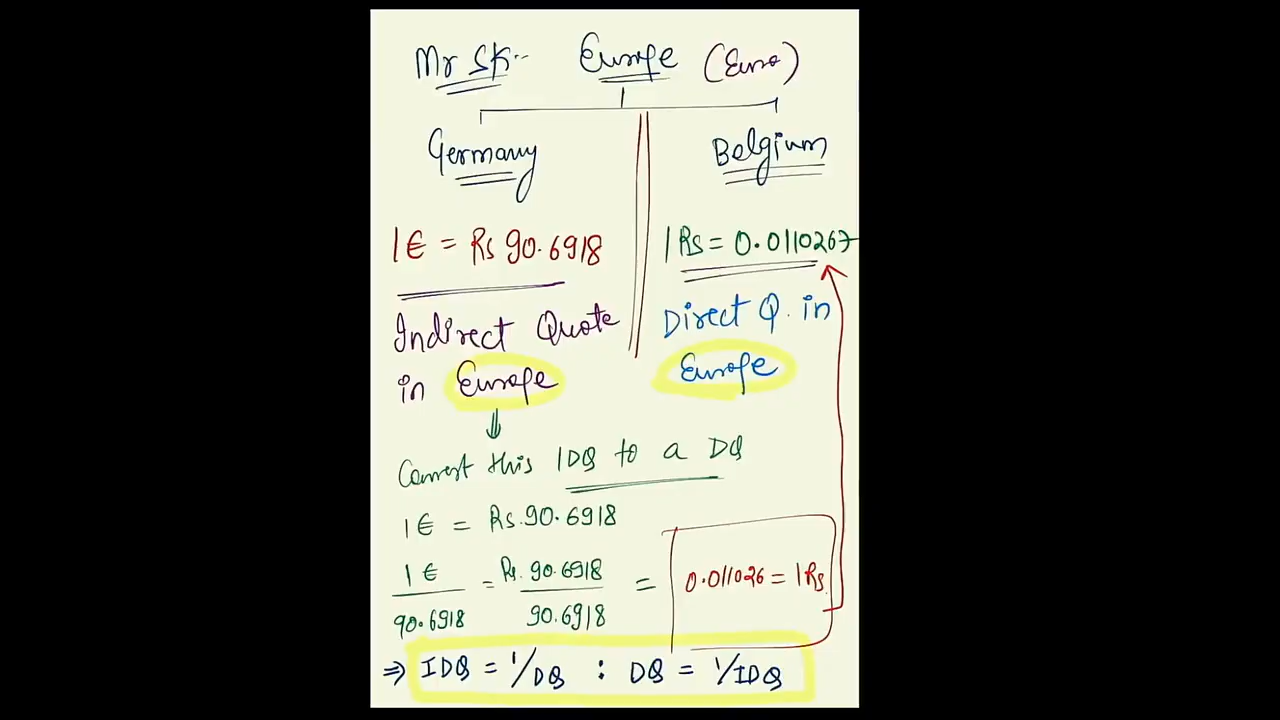 Mr SK Europe (Euro)
Germany
Belgium
1€ = Rs 90.6918
1Rs = 0.0110267
Indirect Quote
in Europe
Direct Q. in
Europe
Convert this IDQ to a DQ
1€ = Rs.90.6918
1€ / 90.6918 = Rs. 90.6918 / 90.6918 = 0.011026 = 1Rs.
⇒ IDQ = 1/DQ : DQ = 1/IDQ